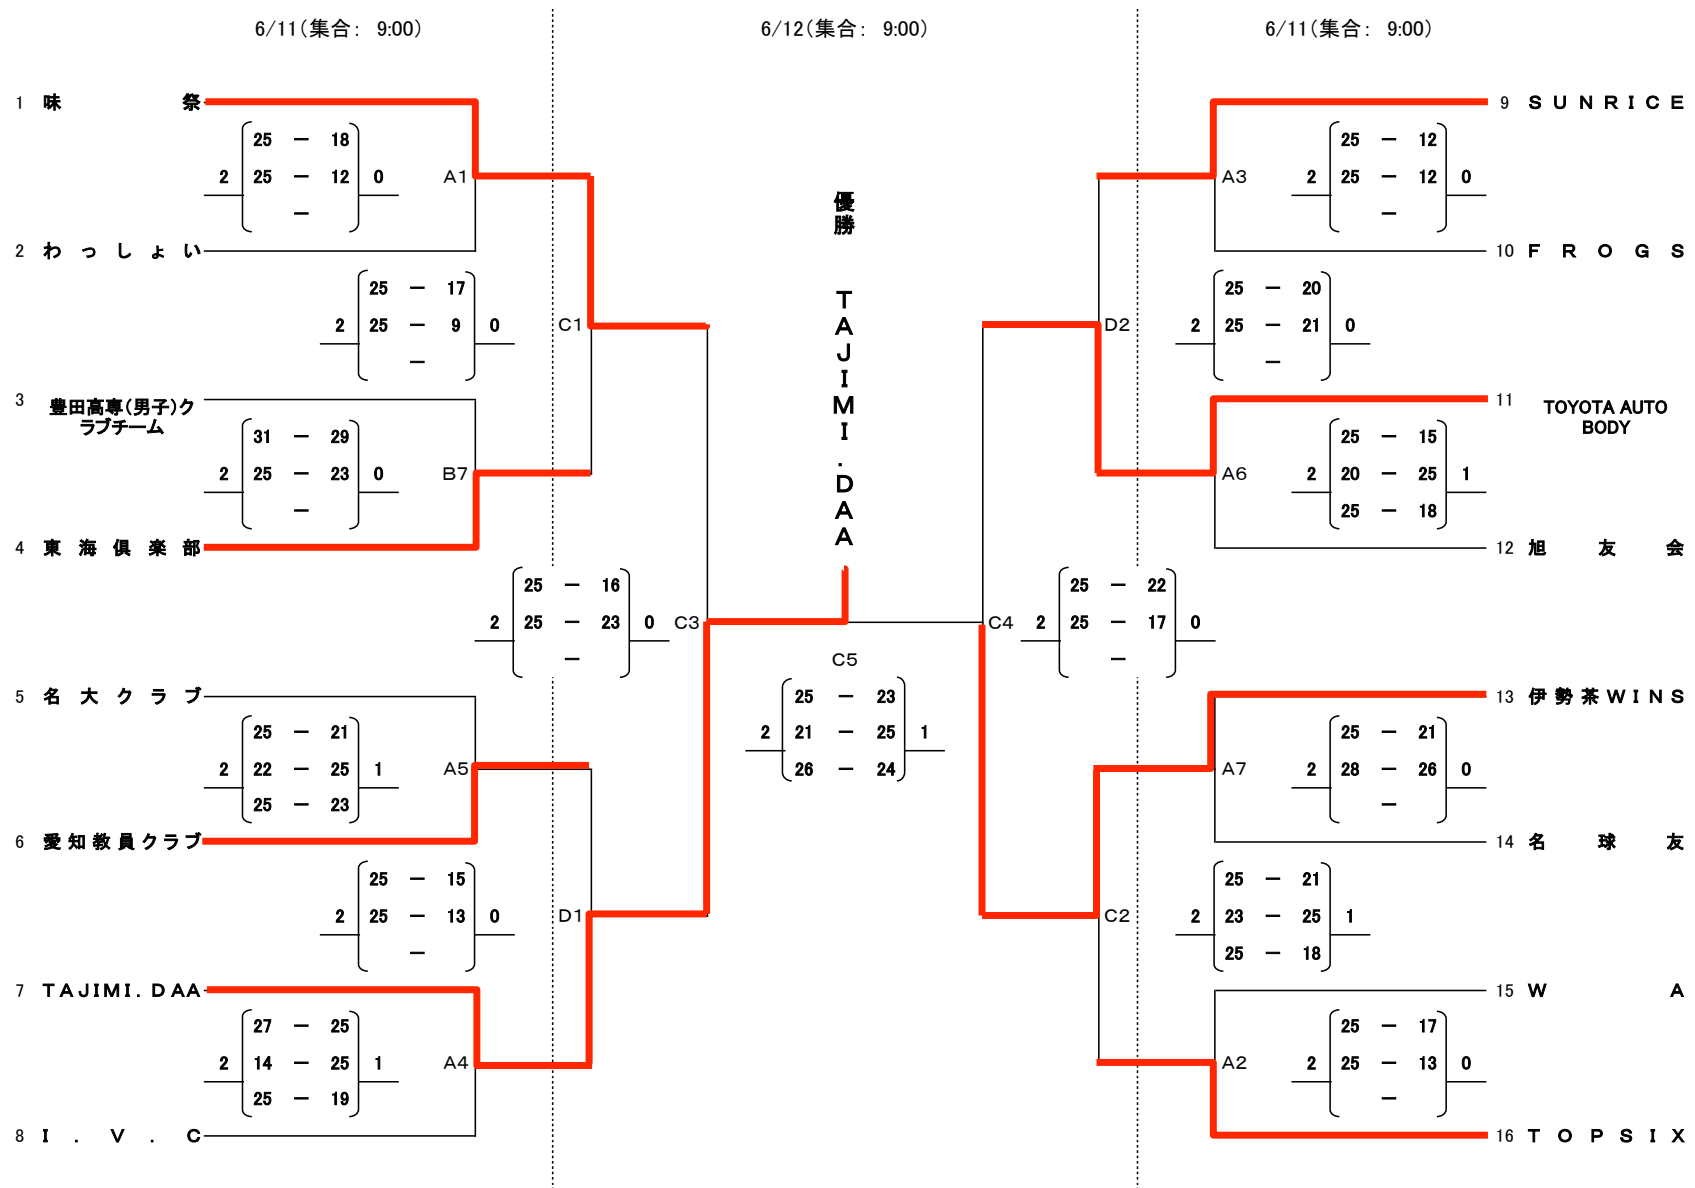 6/11(集合: 9:00)
6/12(集合: 9:00)
6/11(集合: 9:00)
1 味 祭
25 － 18
2 25 － 12 0
－
A1
2 わっしょい
25 － 17
2 25 － 9 0
－
C1
3 豊田高専(男子)ク
ラブチーム
31 － 29
2 25 － 23 0
－
B7
4 東海倶楽部
25 － 16
2 25 － 23 0
－
C3
5 名大クラブ
25 － 21
2 22 － 25 1
25 － 23
A5
6 愛知教員クラブ
25 － 15
2 25 － 13 0
－
D1
7 TAJIMI.DAA
27 － 25
2 14 － 25 1
25 － 19
A4
8 I.V.C
優勝 TAJIMI.DAA
C5
25 － 23
2 21 － 25 1
26 － 24
9 SUNRICE
25 － 12
2 25 － 12 0
－
A3
10 FROGS
25 － 20
2 25 － 21 0
－
D2
11 TOYOTA AUTO
BODY
25 － 15
2 20 － 25 1
25 － 18
A6
12 旭友会
25 － 22
2 25 － 17 0
－
C4
13 伊勢茶WINS
25 － 21
2 28 － 26 0
－
A7
14 名球友
25 － 21
2 23 － 25 1
25 － 18
C2
15 W A
25 － 17
2 25 － 13 0
－
A2
16 TOPSIX